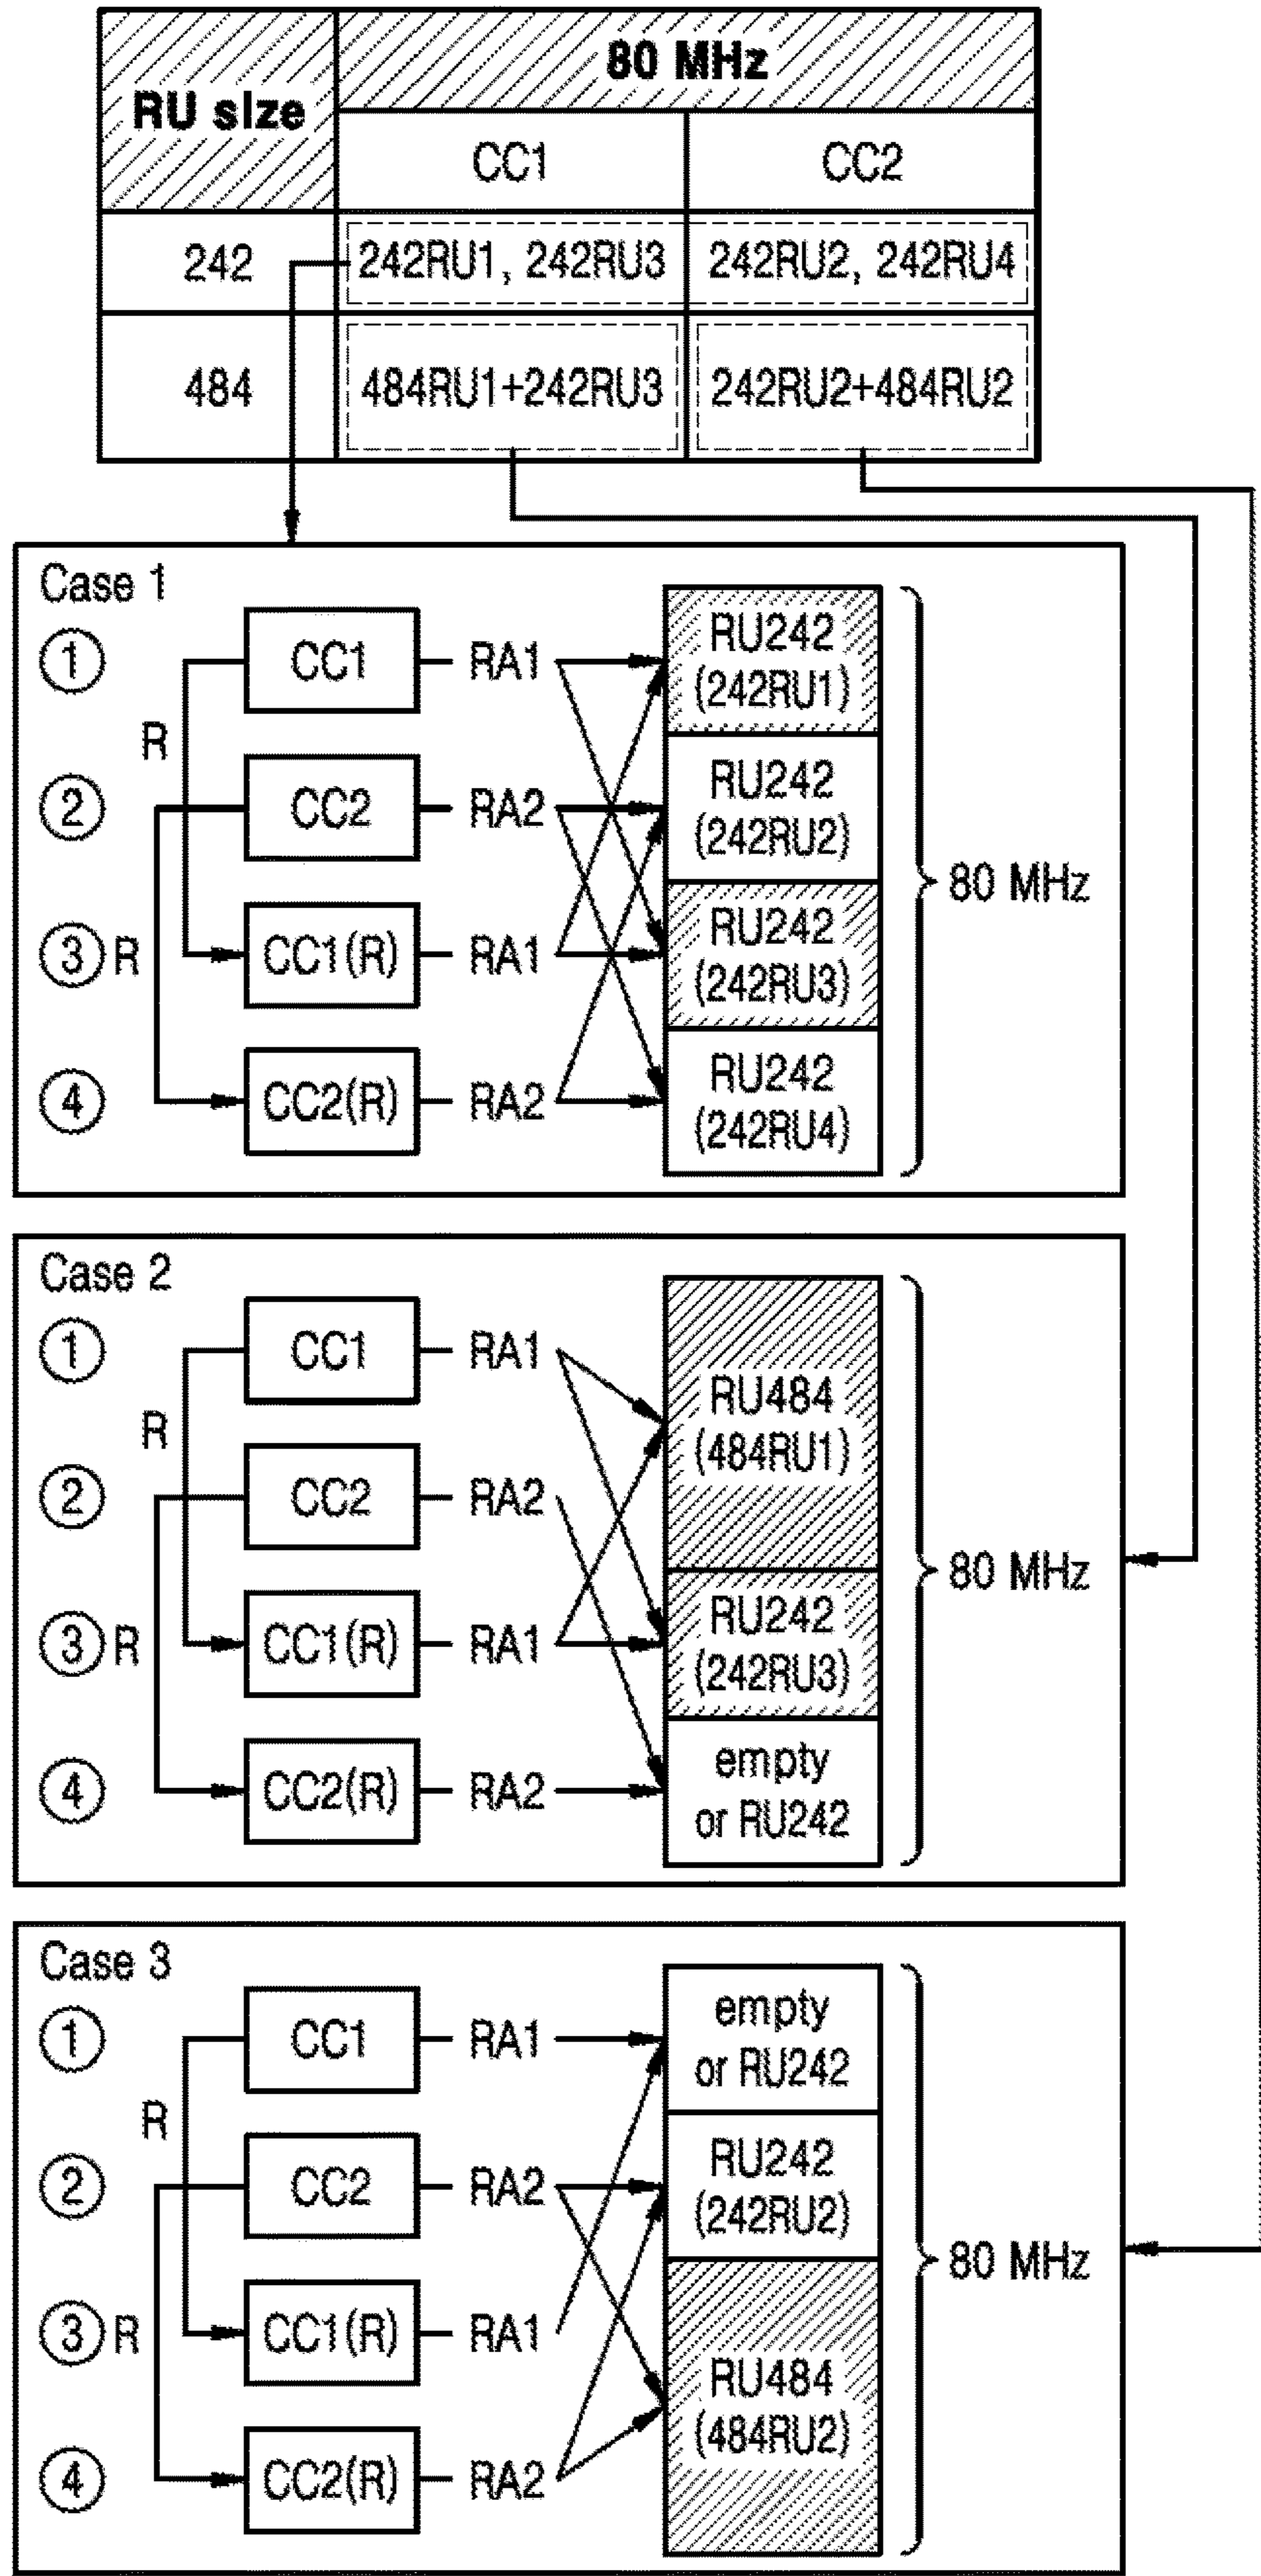 RU size
80 MHz
CC1
CC2
242
242RU1, 242RU3
242RU2, 242RU4
484
484RU1+242RU3
242RU2+484RU2
Case 1
1
CC1
RA1
RU242
(242RU1)
R
2
CC2
RA2
RU242
(242RU2)
80 MHz
3
R
CC1(R)
RA1
RU242
(242RU3)
4
CC2(R)
RA2
RU242
(242RU4)
Case 2
1
CC1
RA1
RU484
(484RU1)
R
2
CC2
RA2
80 MHz
3
R
CC1(R)
RA1
RU242
(242RU3)
4
CC2(R)
RA2
empty
or RU242
Case 3
1
CC1
RA1
empty
or RU242
R
2
CC2
RA2
RU242
(242RU2)
80 MHz
3
R
CC1(R)
RA1
RU484
(484RU2)
4
CC2(R)
RA2